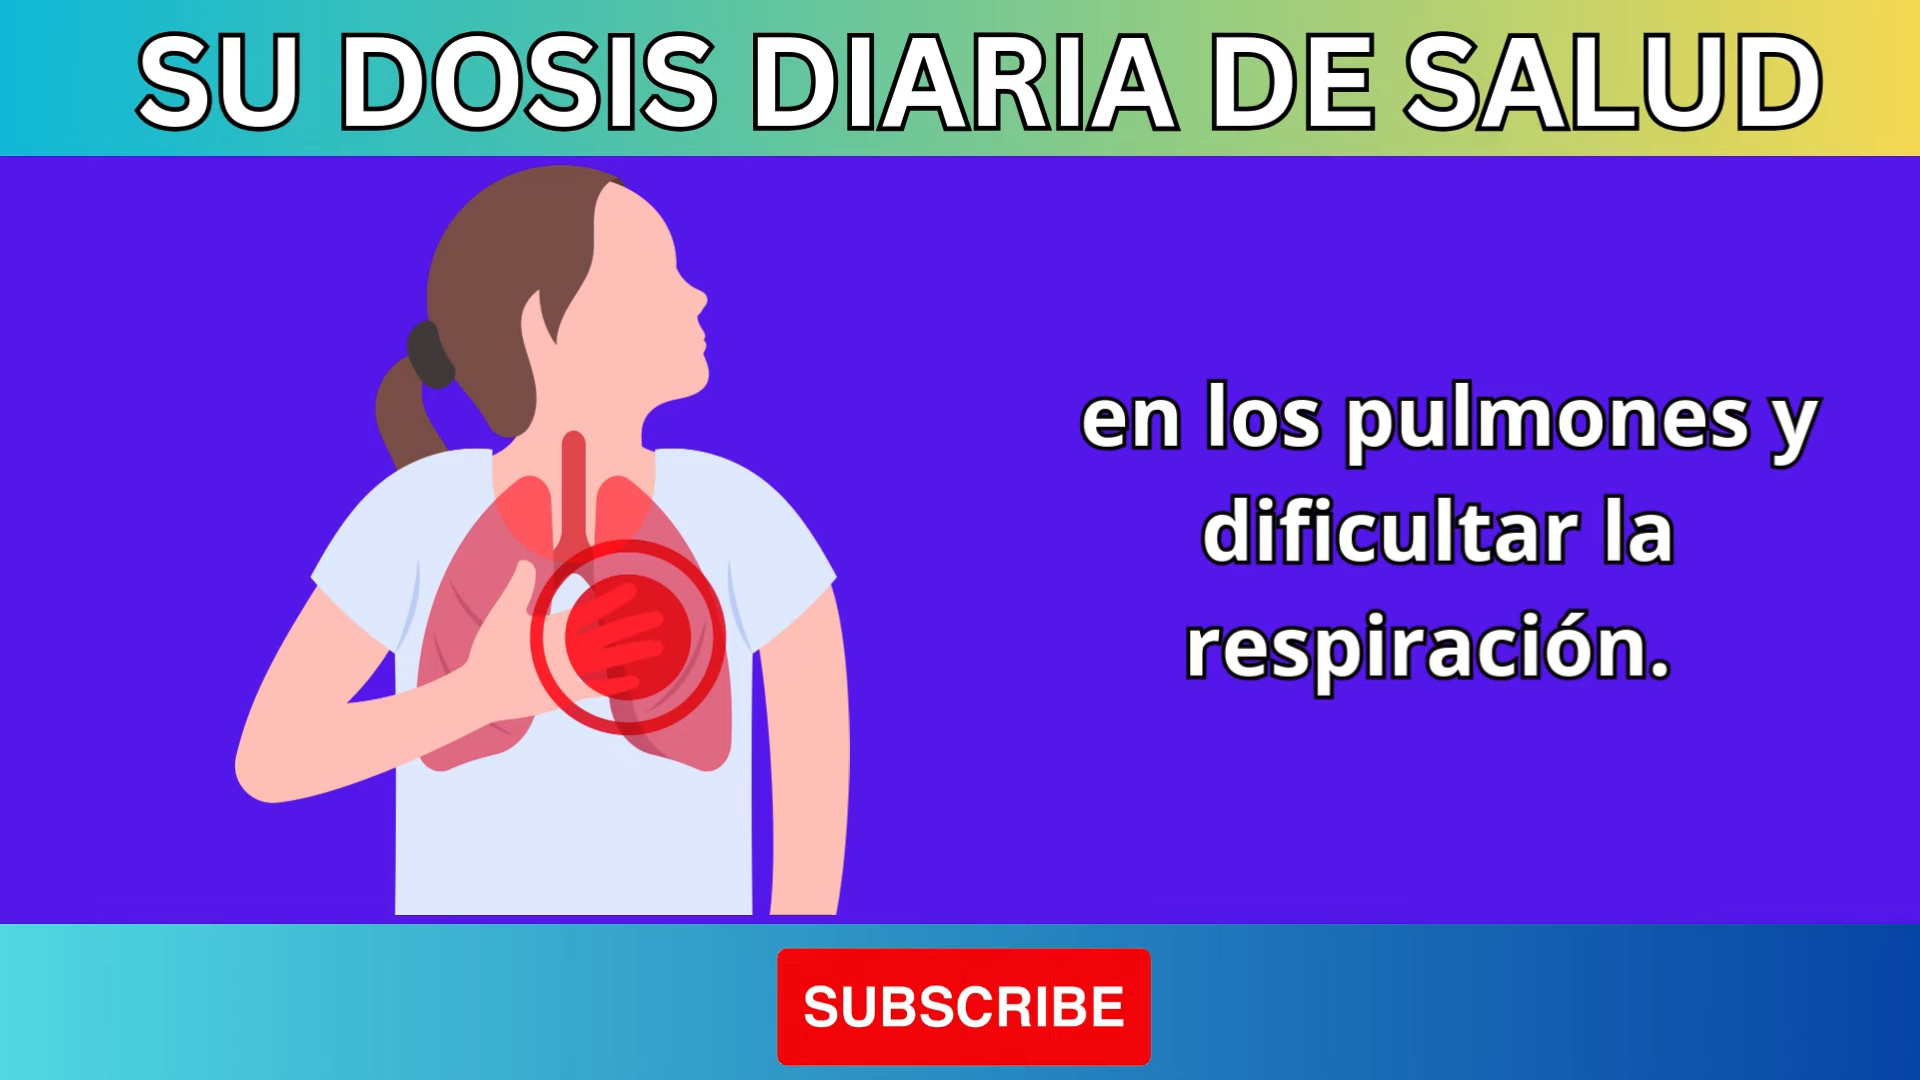 SU DOSIS DIARIA DE SALUD
en los pulmones y
dificultar la
respiración.
SUBSCRIBE